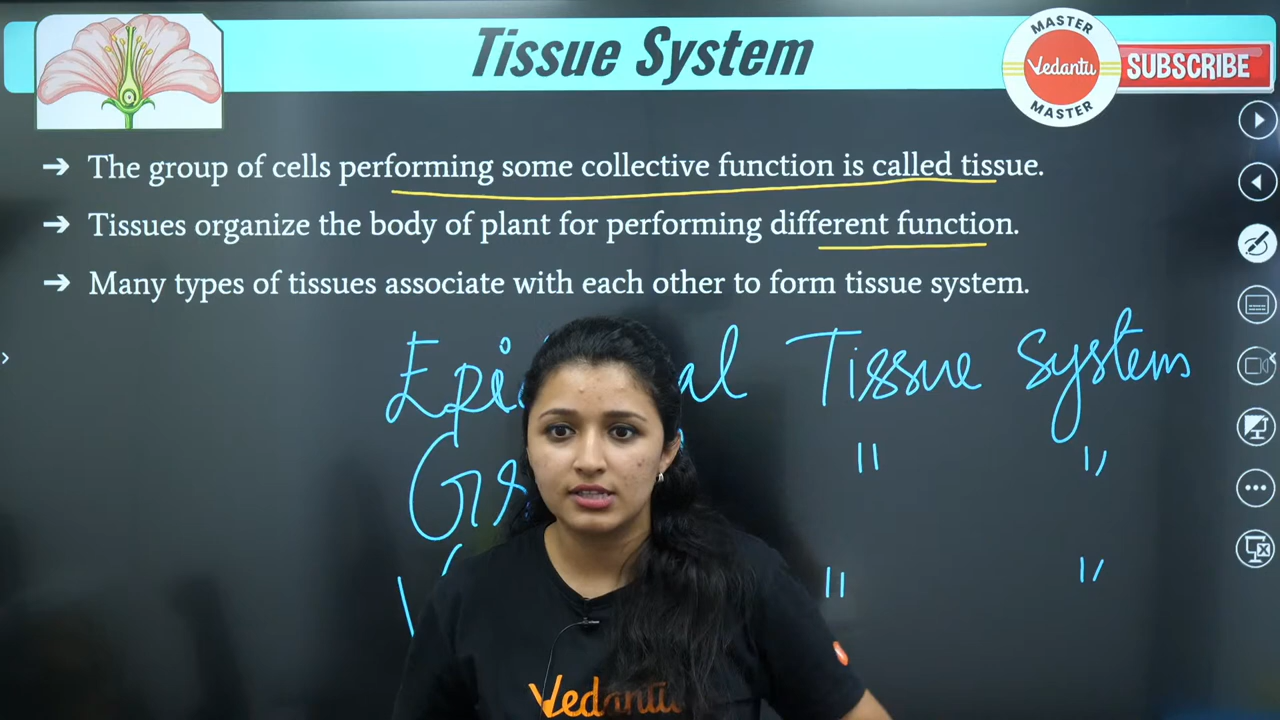 Tissue System
MASTER
Vedantu
MASTER
SUBSCRIBE
→ The group of cells performing some collective function is called tissue.
→ Tissues organize the body of plant for performing different function.
→ Many types of tissues associate with each other to form tissue system.
Tissue System
" "
" "
Vedantu